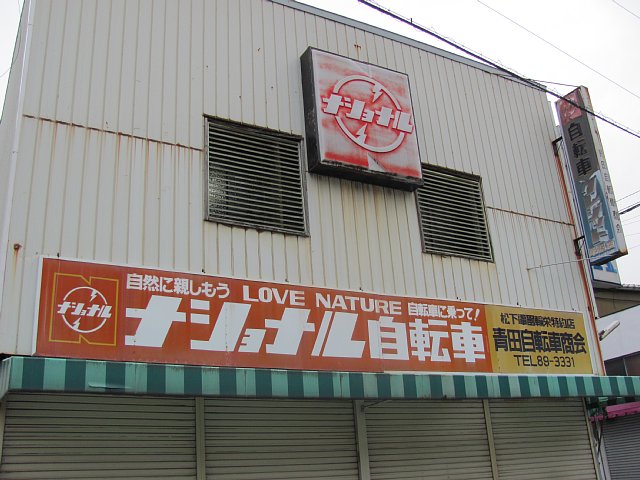 ナショナル
自転車
自然に親しもう LOVE NATURE 自転車に乗って!
ナショナル
ナショナル自転車
青田自転車商会
TEL 89-3331